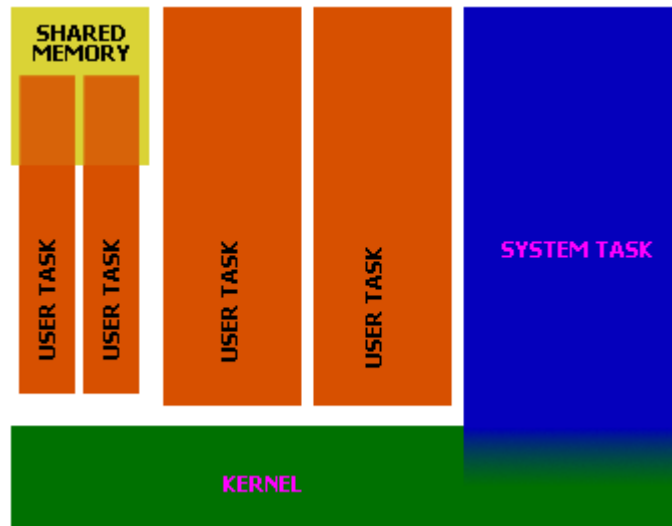 SHARED
MEMORY
USER TASK
USER TASK
USER TASK
USER TASK
SYSTEM TASK
KERNEL